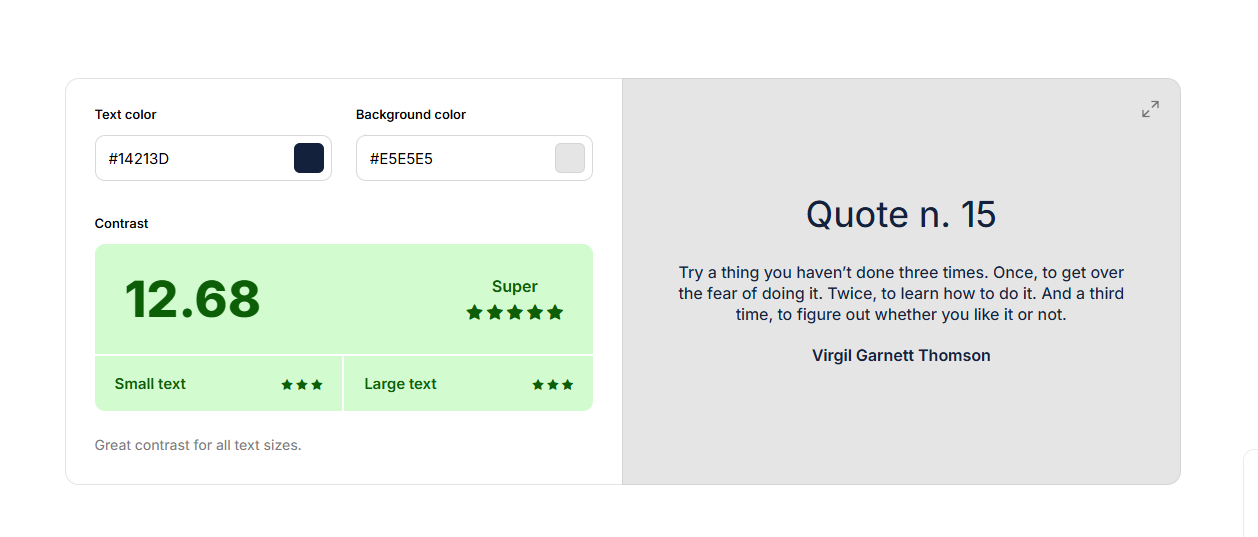 Text color
Background color
#14213D
#E5E5E5
Contrast
12.68
Super
Small text
Large text
Great contrast for all text sizes.
Quote n. 15
Try a thing you haven’t done three times. Once, to get over
the fear of doing it. Twice, to learn how to do it. And a third
time, to figure out whether you like it or not.
Virgil Garnett Thomson